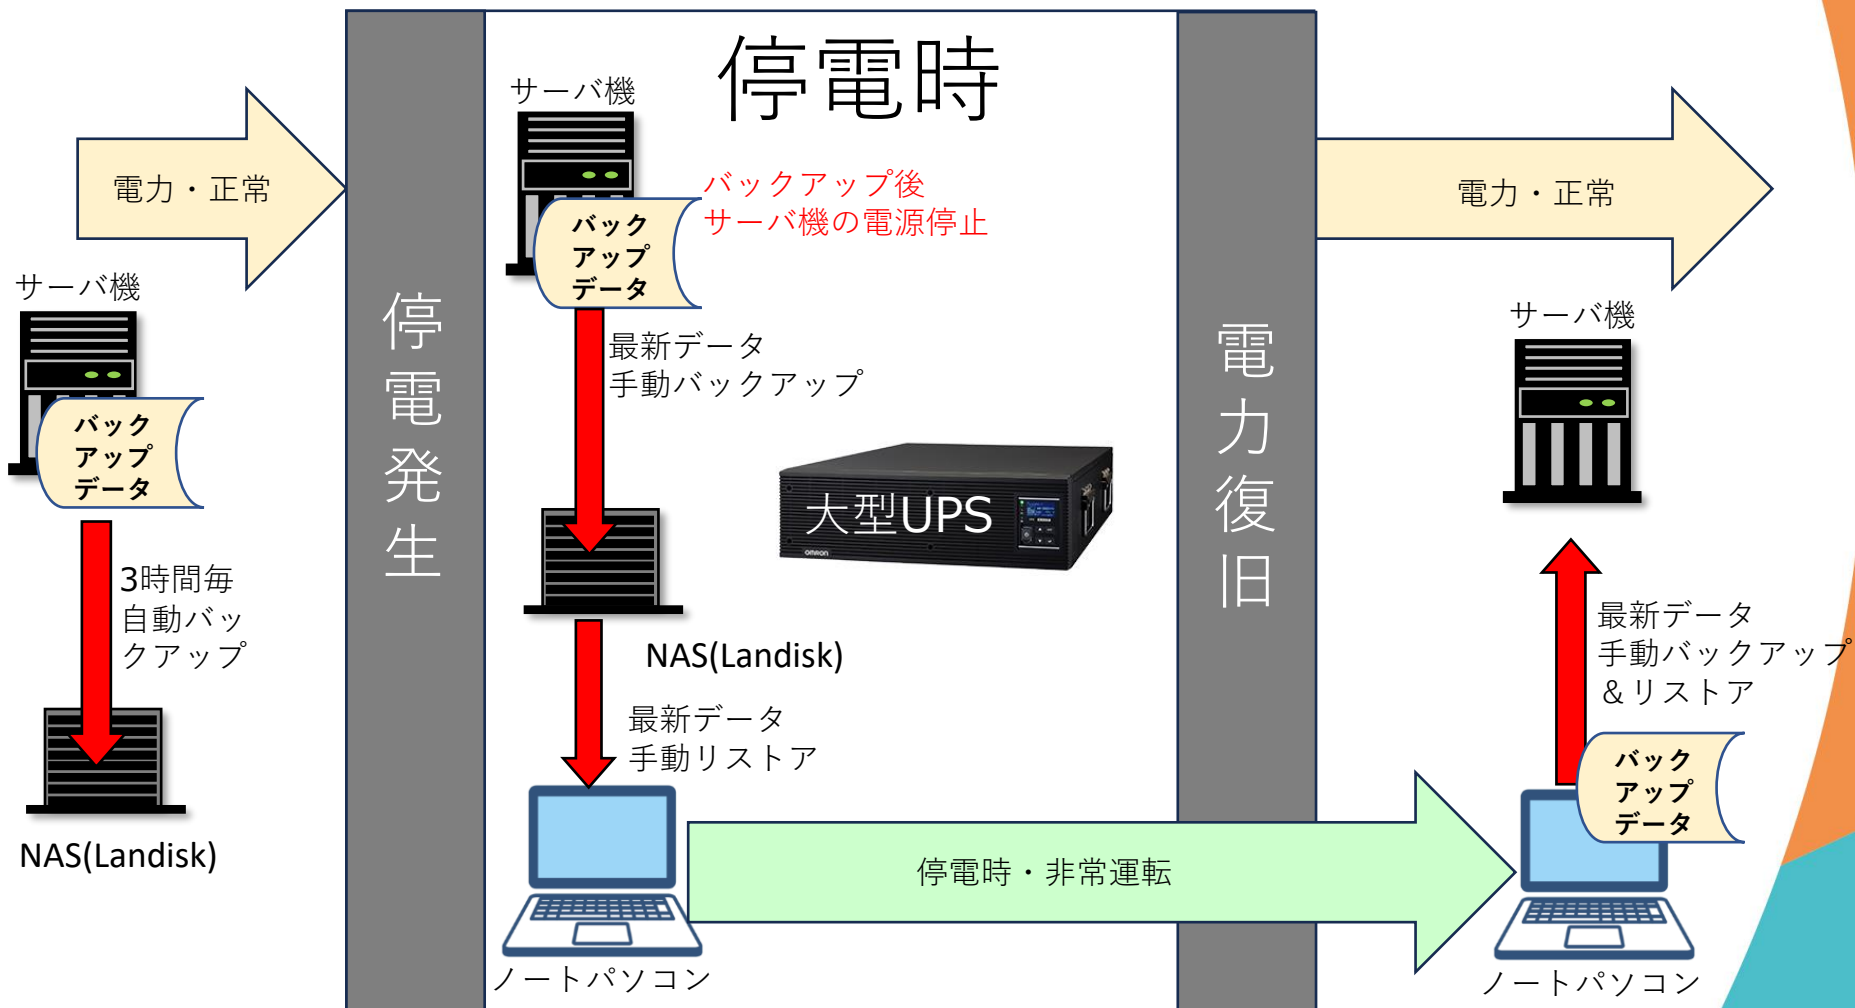 電力・正常
サーバ機
バック
アップ
データ
3時間毎
自動バッ
クアップ
NAS(Landisk)
停電発生
停電時
サーバ機
バックアップ後
サーバ機の電源停止
バック
アップ
データ
最新データ
手動バックアップ
大型UPS
OMRON
NAS(Landisk)
最新データ
手動リストア
ノートパソコン
停電時・非常運転
電力復旧
電力・正常
サーバ機
最新データ
手動バックアップ
＆リストア
バック
アップ
データ
ノートパソコン